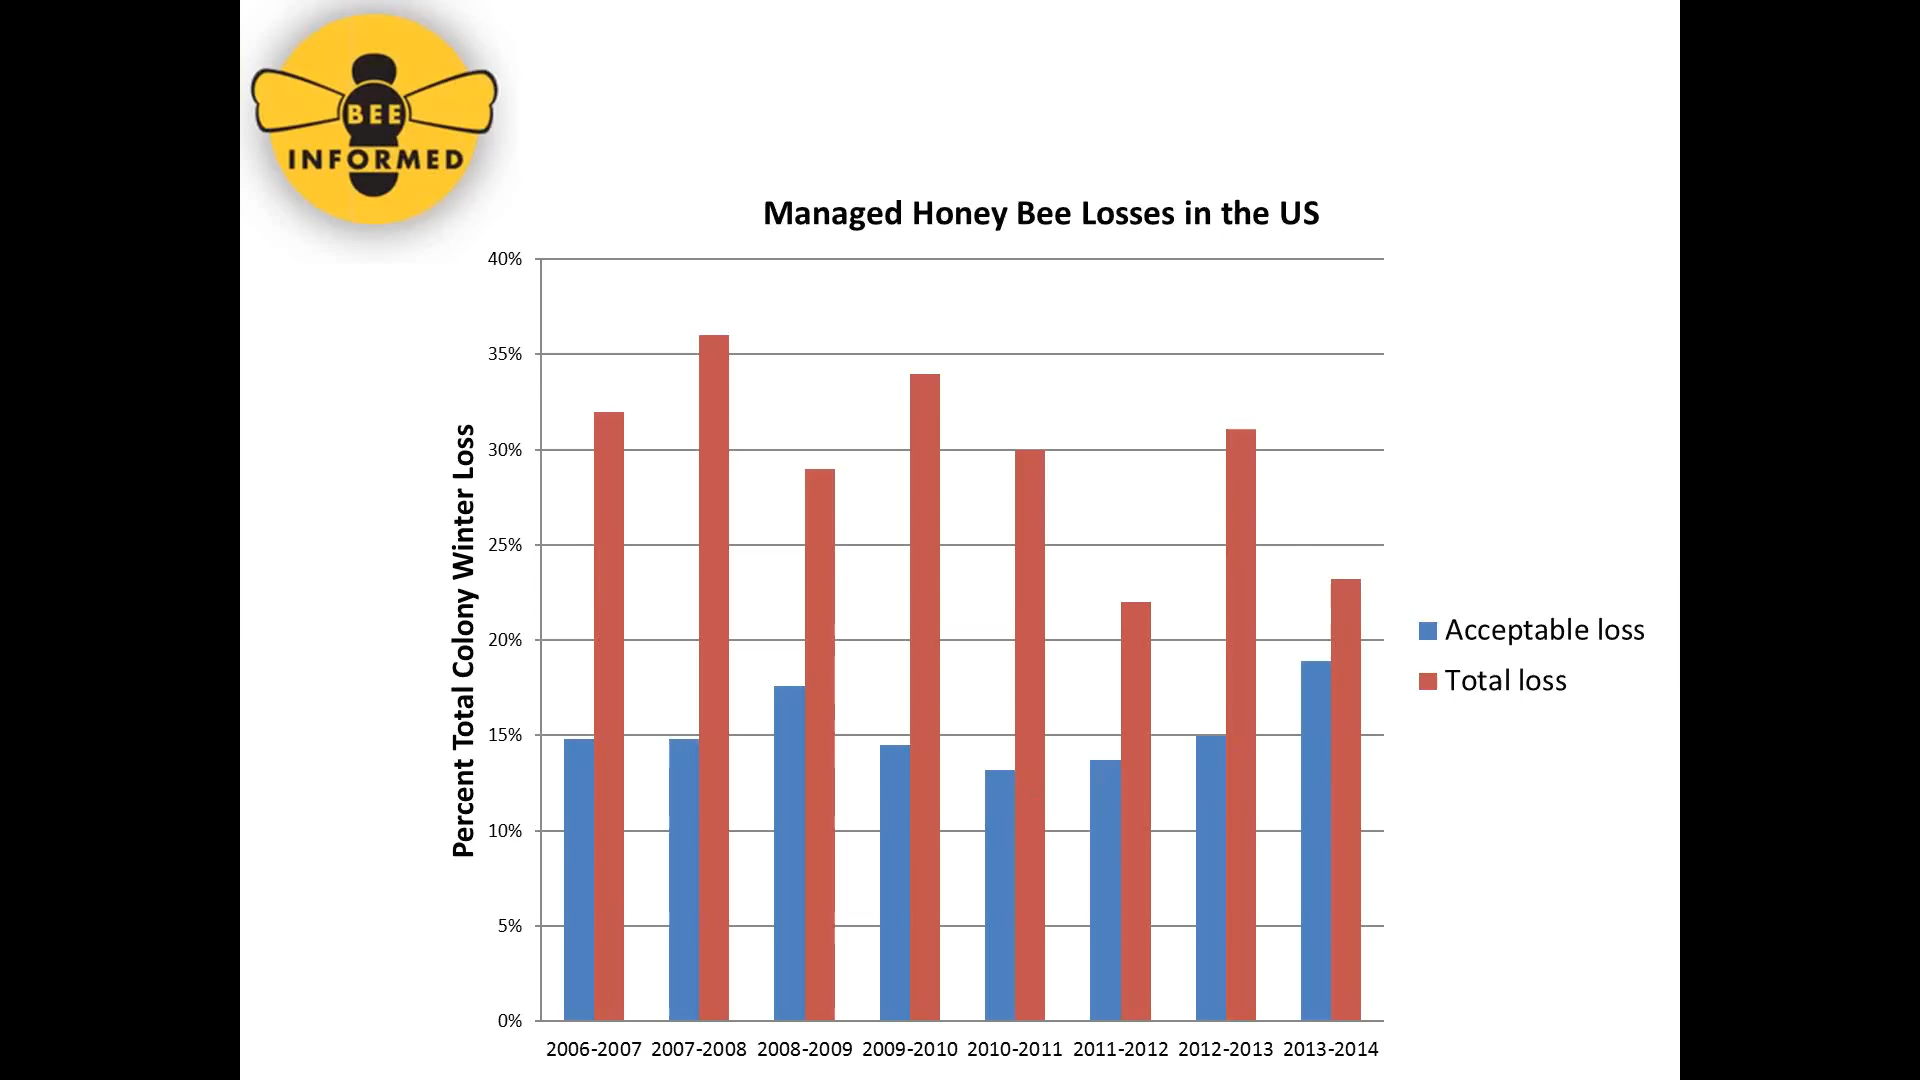 BEE
INFORMED
Managed Honey Bee Losses in the US
Percent Total Colony Winter Loss
40%
35%
30%
25%
20%
15%
10%
5%
0%
2006-2007 2007-2008 2008-2009 2009-2010 2010-2011 2011-2012 2012-2013 2013-2014
Acceptable loss
Total loss